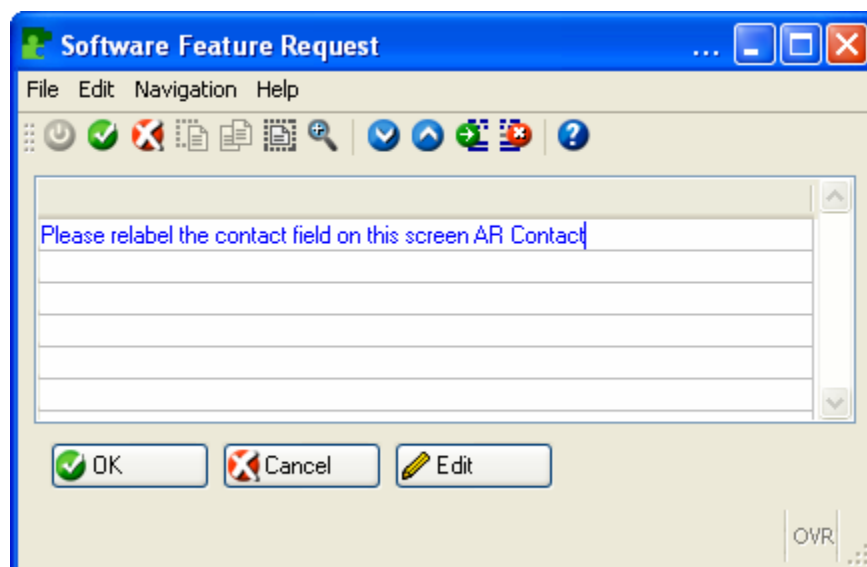 Software Feature Request ...
File Edit Navigation Help
Please relabel the contact field on this screen AR Contact
OK Cancel Edit
OVR